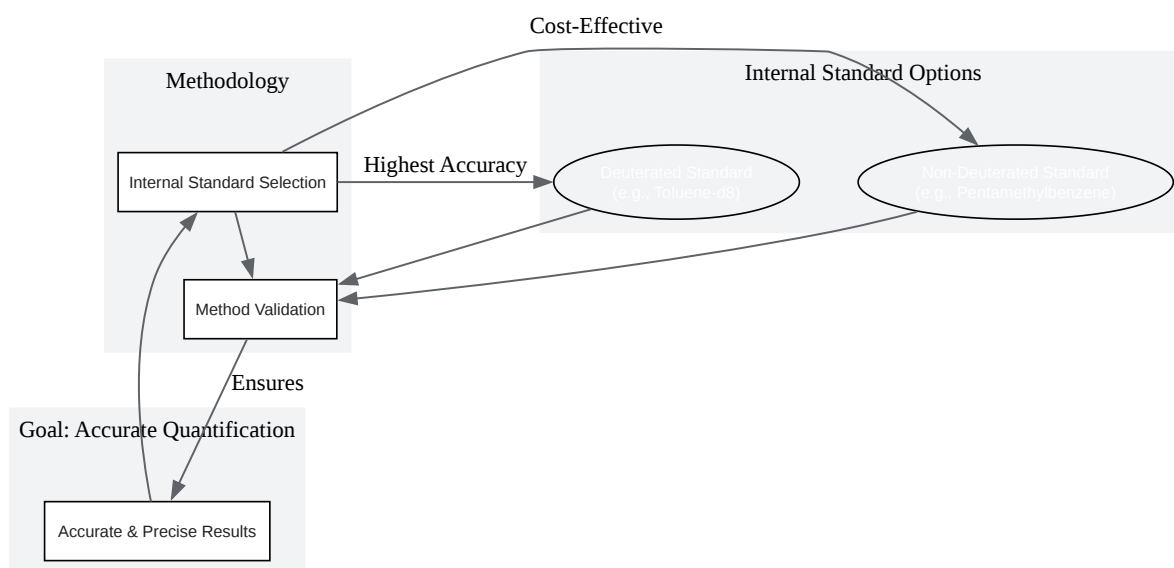 Cost-Effective
Methodology
Internal Standard Options
Internal Standard Selection
Highest Accuracy
Deuterated Standard
(e.g., Toluene-d8)
Non-Deuterated Standard
(e.g., Pentamethylbenzene)
Method Validation
Ensures
Goal: Accurate Quantification
Accurate & Precise Results